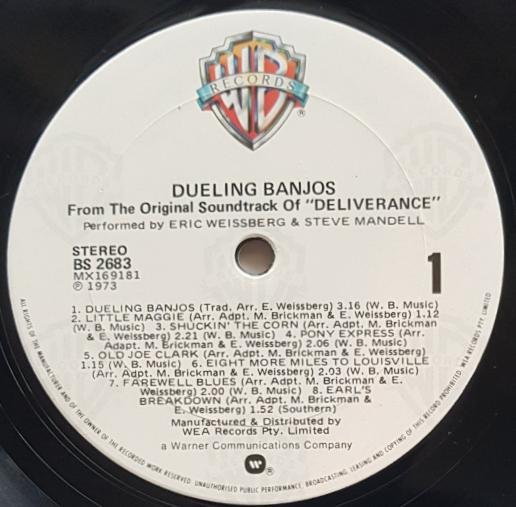 WB
RECORDS
®
DUELING BANJOS
From The Original Soundtrack Of "DELIVERANCE"
Performed by ERIC WEISSBERG & STEVE MANDELL
STEREO
BS 2683
MX169181
℗ 1973
1
1. DUELING BANJOS (Trad. Arr. E. Weissberg) 3.16 (W. B. Music)
2. LITTLE MAGGIE (Arr. Adpt. M. Brickman & E. Weissberg) 1.12
(W. B. Music) 3. SHUCKIN' THE CORN (Arr. Adpt. M. Brickman &
E. Weissberg) 2.21 (W. B. Music) 4. PONY EXPRESS (Arr.
Adapt. M. Brickman & E. Weissberg) 2.06 (W. B. Music)
5. OLD JOE CLARK (Arr. Adapt. M. Brickman & E. Weissberg)
1.15 (W. B. Music) 6. EIGHT MORE MILES TO LOUISVILLE
(Arr. Adpt. M. Brickman & E. Weissberg) 2.03 (W. B. Music)
7. FAREWELL BLUES (Arr. Adapt. M. Brickman & E.
Weissberg) 2.00 (W. B. Music) 8. EARL'S
BREAKDOWN (Arr. Adapt. M. Brickman &
E. Weissberg) 1.52 (Southern)
Manufactured & Distributed by
WEA Records Pty. Limited
a Warner Communications Company
ALL RIGHTS OF THE MANUFACTURER AND OF THE OWNER OF THE RECORDED WORK RESERVED. UNAUTHORISED PUBLIC PERFORMANCE, BROADCASTING, LEASING AND COPYING OF THIS RECORD PROHIBITED. WEA RECORDS PTY. LIMITED